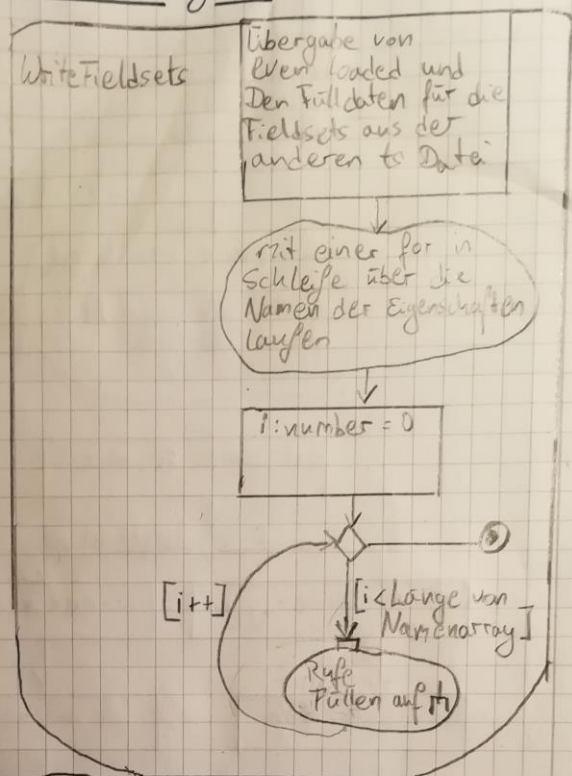 WriteFieldsets
Übergabe von
even loaded und
Den Fülldaten für die
Fieldsets aus der
anderen ts Datei
Mit einer for in
Schleife über die
Namen der Eigenschaften
laufen
i:number = 0
[i++]
[i<Länge von
Namenarray]
Rufe
Füllen auf